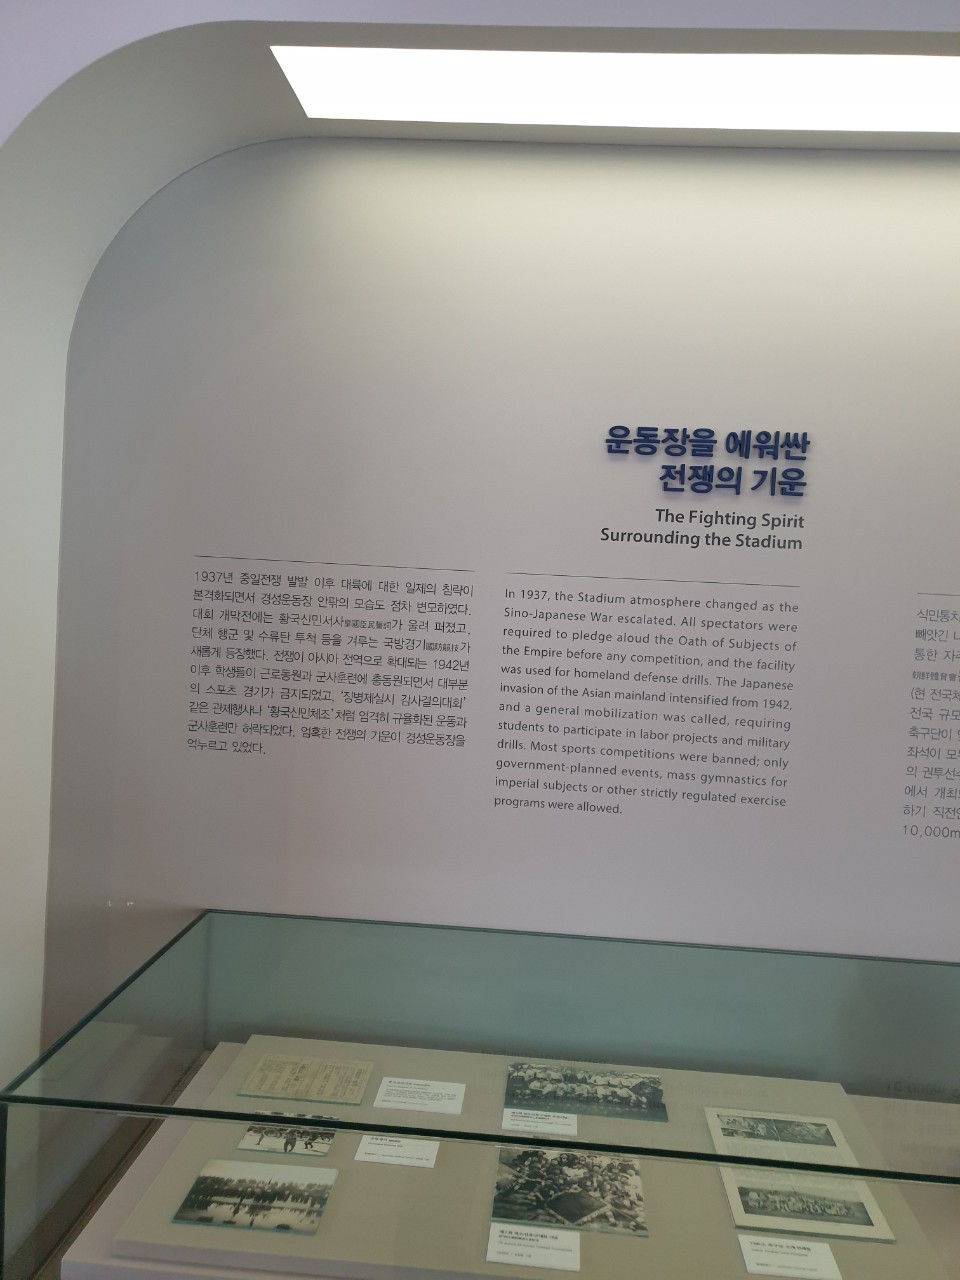 운동장을 에워싼
전쟁의 기운
The Fighting Spirit
Surrounding the Stadium
1937년 중일전쟁 발발 이후 대륙에 대한 일제의 침략이
본격화되면서 경성운동장 안팎의 모습도 점차 변모하였다.
대회 개막전에는 황국신민서사皇國臣民誓詞가 울려 퍼졌고,
단체 행군 및 수류탄 투척 등을 겨루는 국방경기國防競技가
새롭게 등장했다. 전쟁이 아시아 전역으로 확대되는 1942년
이후 학생들이 근로동원과 군사훈련에 총동원되면서 대부분
의 스포츠 경기가 금지되었고, ‘징병제실시 감사결의대회’
같은 관제행사나 ‘황국신민체조’처럼 엄격히 규율화된 운동과
군사훈련만 허락되었다. 엄혹한 전쟁의 기운이 경성운동장을
억누르고 있었다.
In 1937, the Stadium atmosphere changed as the
Sino-Japanese War escalated. All spectators were
required to pledge aloud the Oath of Subjects of
the Empire before any competition, and the facility
was used for homeland defense drills. The Japanese
invasion of the Asian mainland intensified from 1942,
and a general mobilization was called, requiring
students to participate in labor projects and military
drills. Most sports competitions were banned; only
government-planned events, mass gymnastics for
imperial subjects or other strictly regulated exercise
programs were allowed.
식민통치
빼앗긴
통한
(현 전국체
전국 규모
축구단이
좌석이
의 권투선수
에서
하기 직전인
10,000m